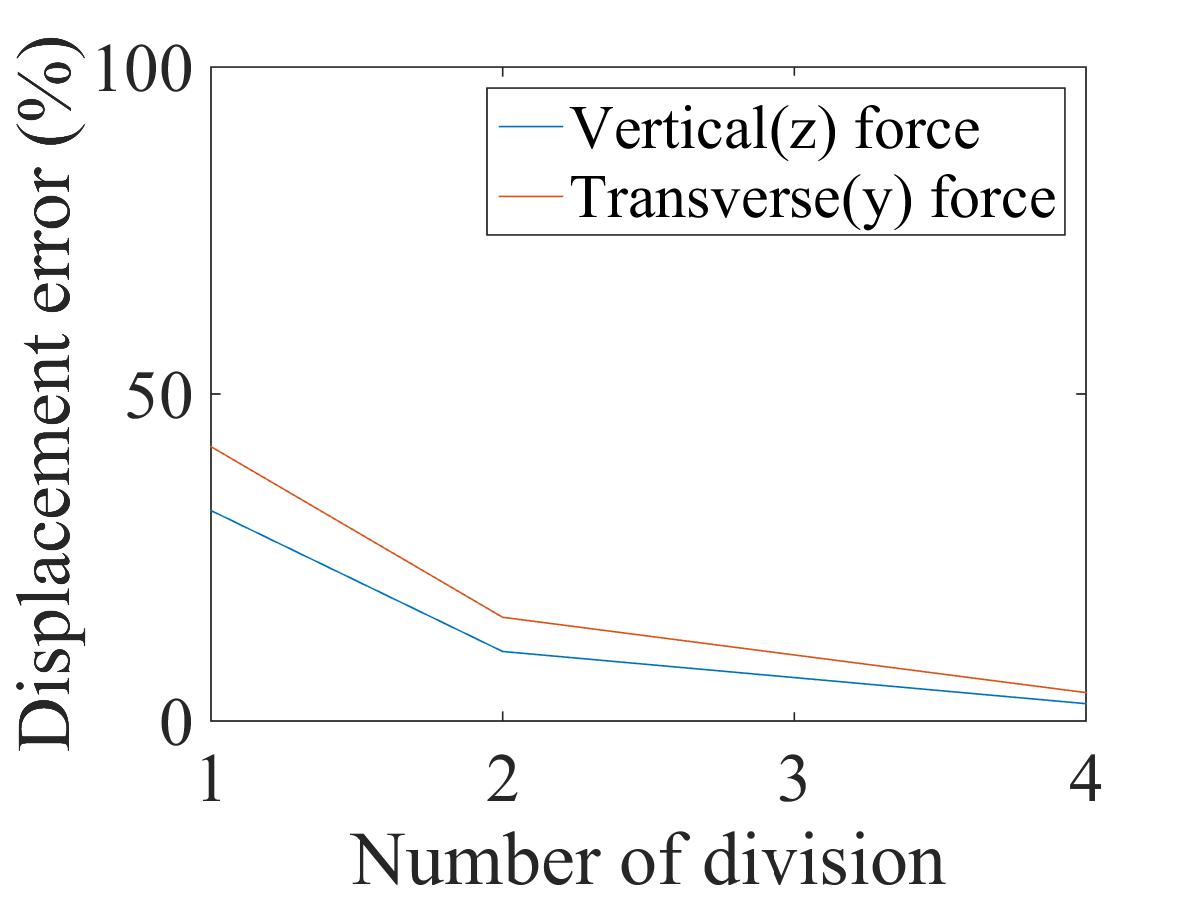 Displacement error (%)
100
50
0
Vertical(z) force
Transverse(y) force
1 2 3 4
Number of division